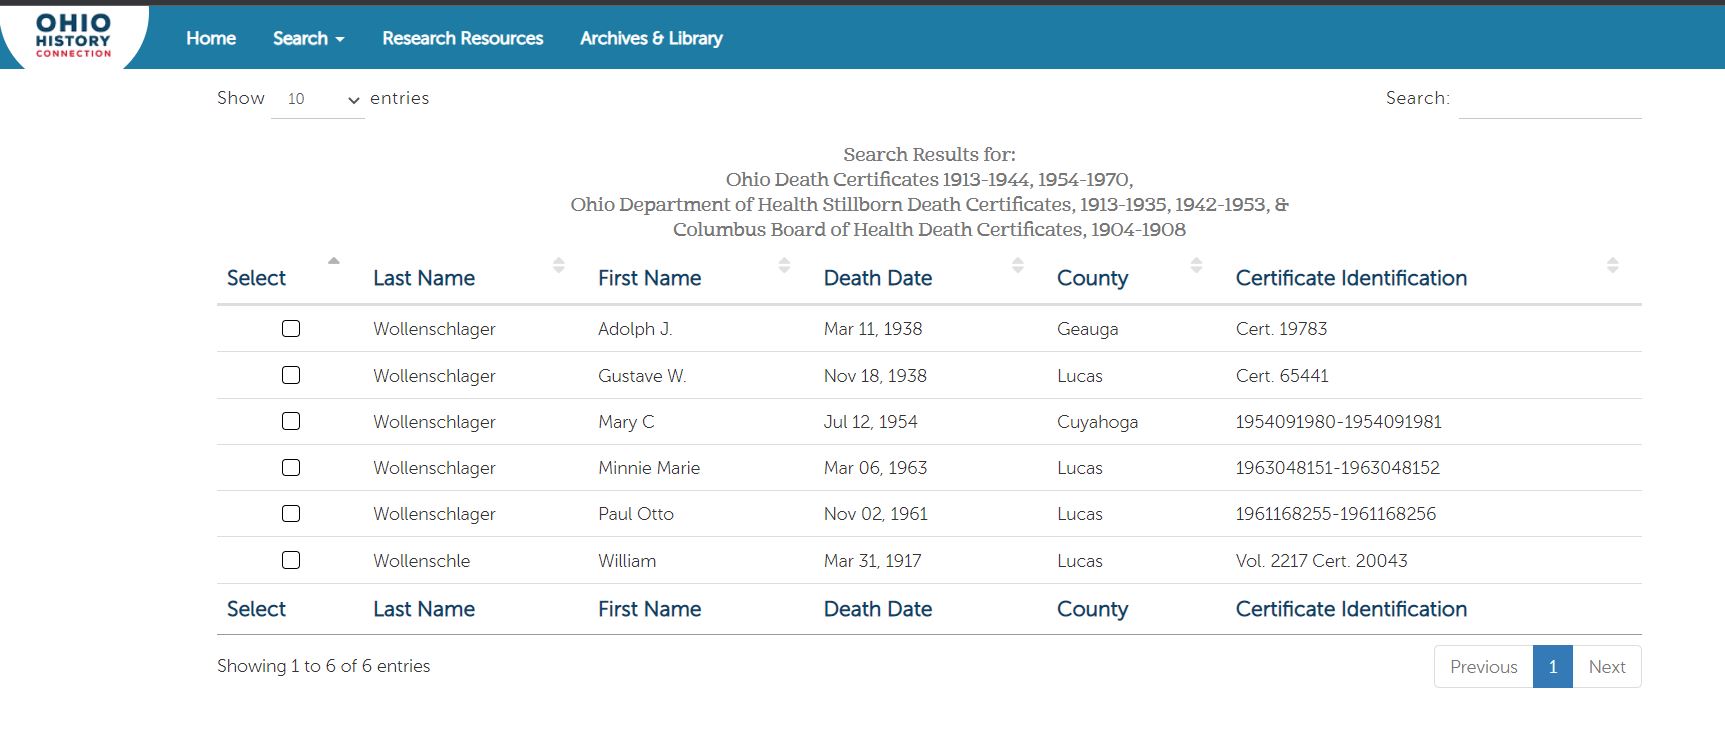 OHIO
HISTORY
CONNECTION
Home Search Research Resources Archives & Library
Show 10 entries Search:
Search Results for:
Ohio Death Certificates 1913-1944, 1954-1970,
Ohio Department of Health Stillborn Death Certificates, 1913-1935, 1942-1953, &
Columbus Board of Health Death Certificates, 1904-1908
Select Last Name First Name Death Date County Certificate Identification
Wollenschlager Adolph J. Mar 11, 1938 Geauga Cert. 19783
Wollenschlager Gustave W. Nov 18, 1938 Lucas Cert. 65441
Wollenschlager Mary C Jul 12, 1954 Cuyahoga 1954091980-1954091981
Wollenschlager Minnie Marie Mar 06, 1963 Lucas 1963048151-1963048152
Wollenschlager Paul Otto Nov 02, 1961 Lucas 1961168255-1961168256
Wollenschle William Mar 31, 1917 Lucas Vol. 2217 Cert. 20043
Select Last Name First Name Death Date County Certificate Identification
Showing 1 to 6 of 6 entries Previous 1 Next